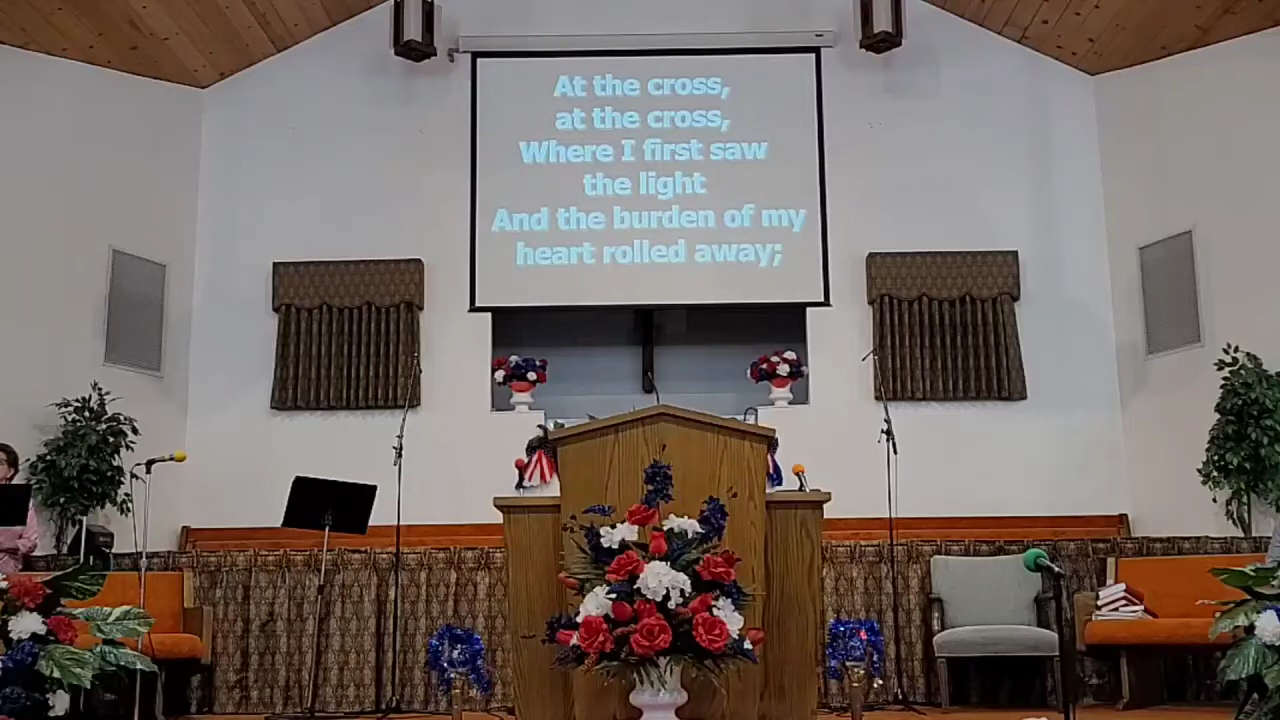 At the cross,
at the cross,
Where I first saw
the light
And the burden of my
heart rolled away;